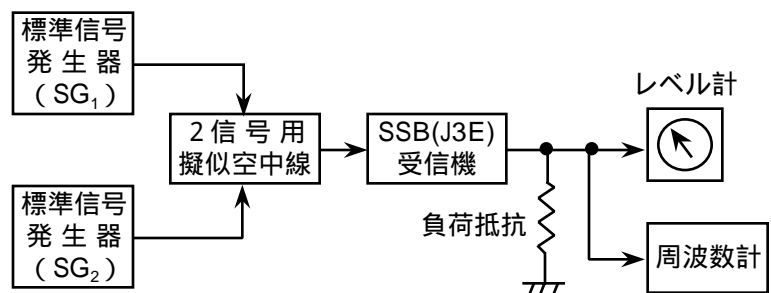 標準信号
発生器
（SG₁）
2信号用
擬似空中線
SSB(J3E)
受信機
レベル計
標準信号
発生器
（SG₂）
負荷抵抗
周波数計